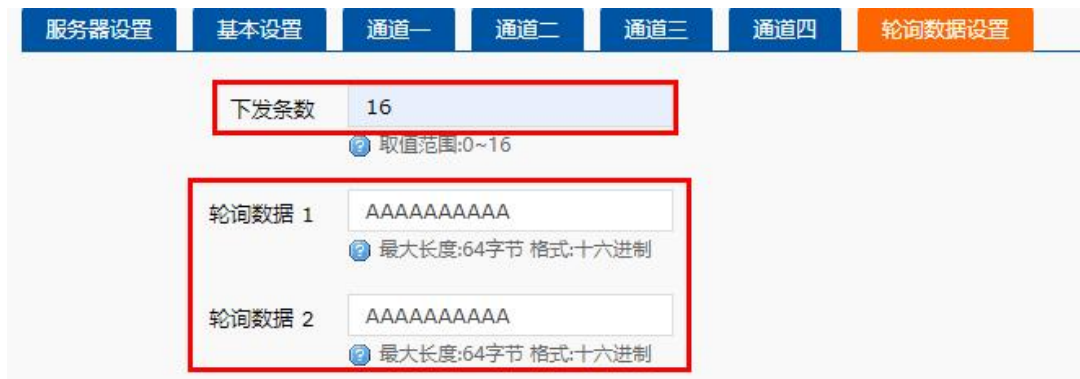 服务器设置 基本设置 通道一 通道二 通道三 通道四 轮询数据设置
下发条数 16
取值范围:0~16
轮询数据 1 AAAAAAAAAA
最大长度:64字节 格式:十六进制
轮询数据 2 AAAAAAAAAA
最大长度:64字节 格式:十六进制